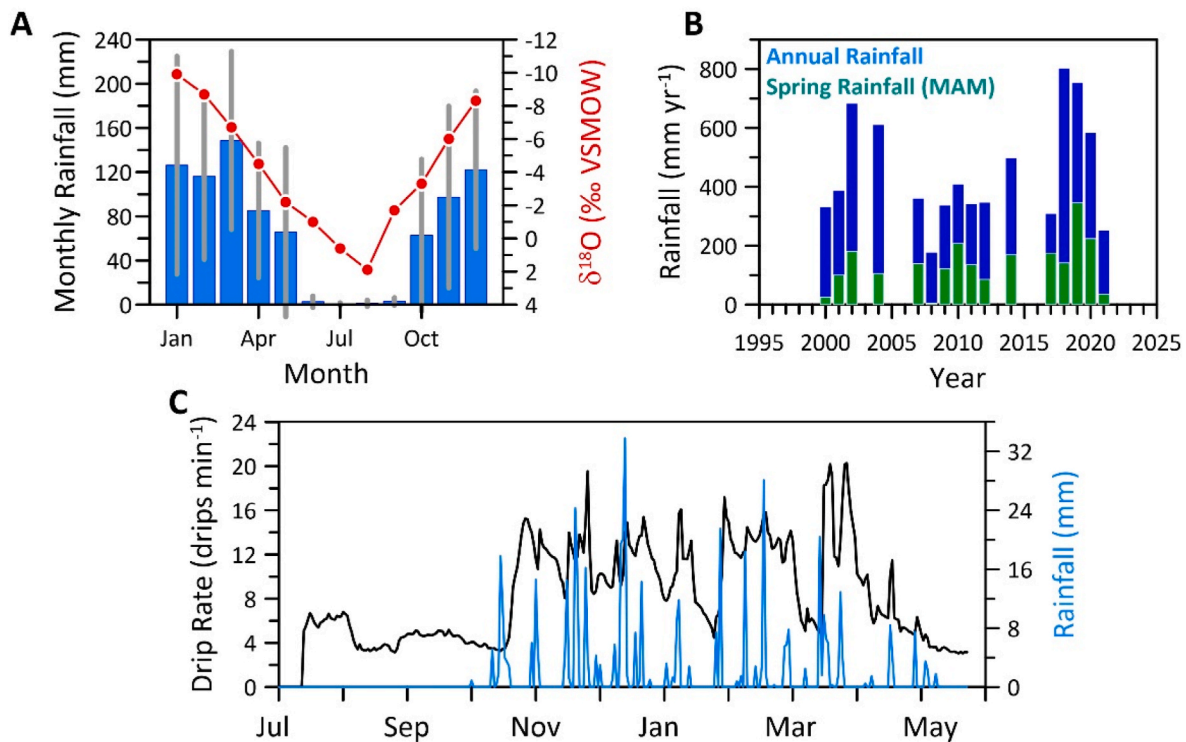 A
Monthly Rainfall (mm)
240
200
160
120
80
40
0
Jan
Apr
Jul
Oct
Month
-12
-10
-8
-6
-4
-2
0
2
4
δ¹⁸O (‰ VSMOW)
B
Annual Rainfall
Spring Rainfall (MAM)
Rainfall (mm yr⁻¹)
800
600
400
200
0
1995
2000
2005
2010
2015
2020
2025
Year
C
Drip Rate (drips min⁻¹)
24
20
16
12
8
4
0
Jul
Sep
Nov
Jan
Mar
May
32
24
16
8
0
Rainfall (mm)